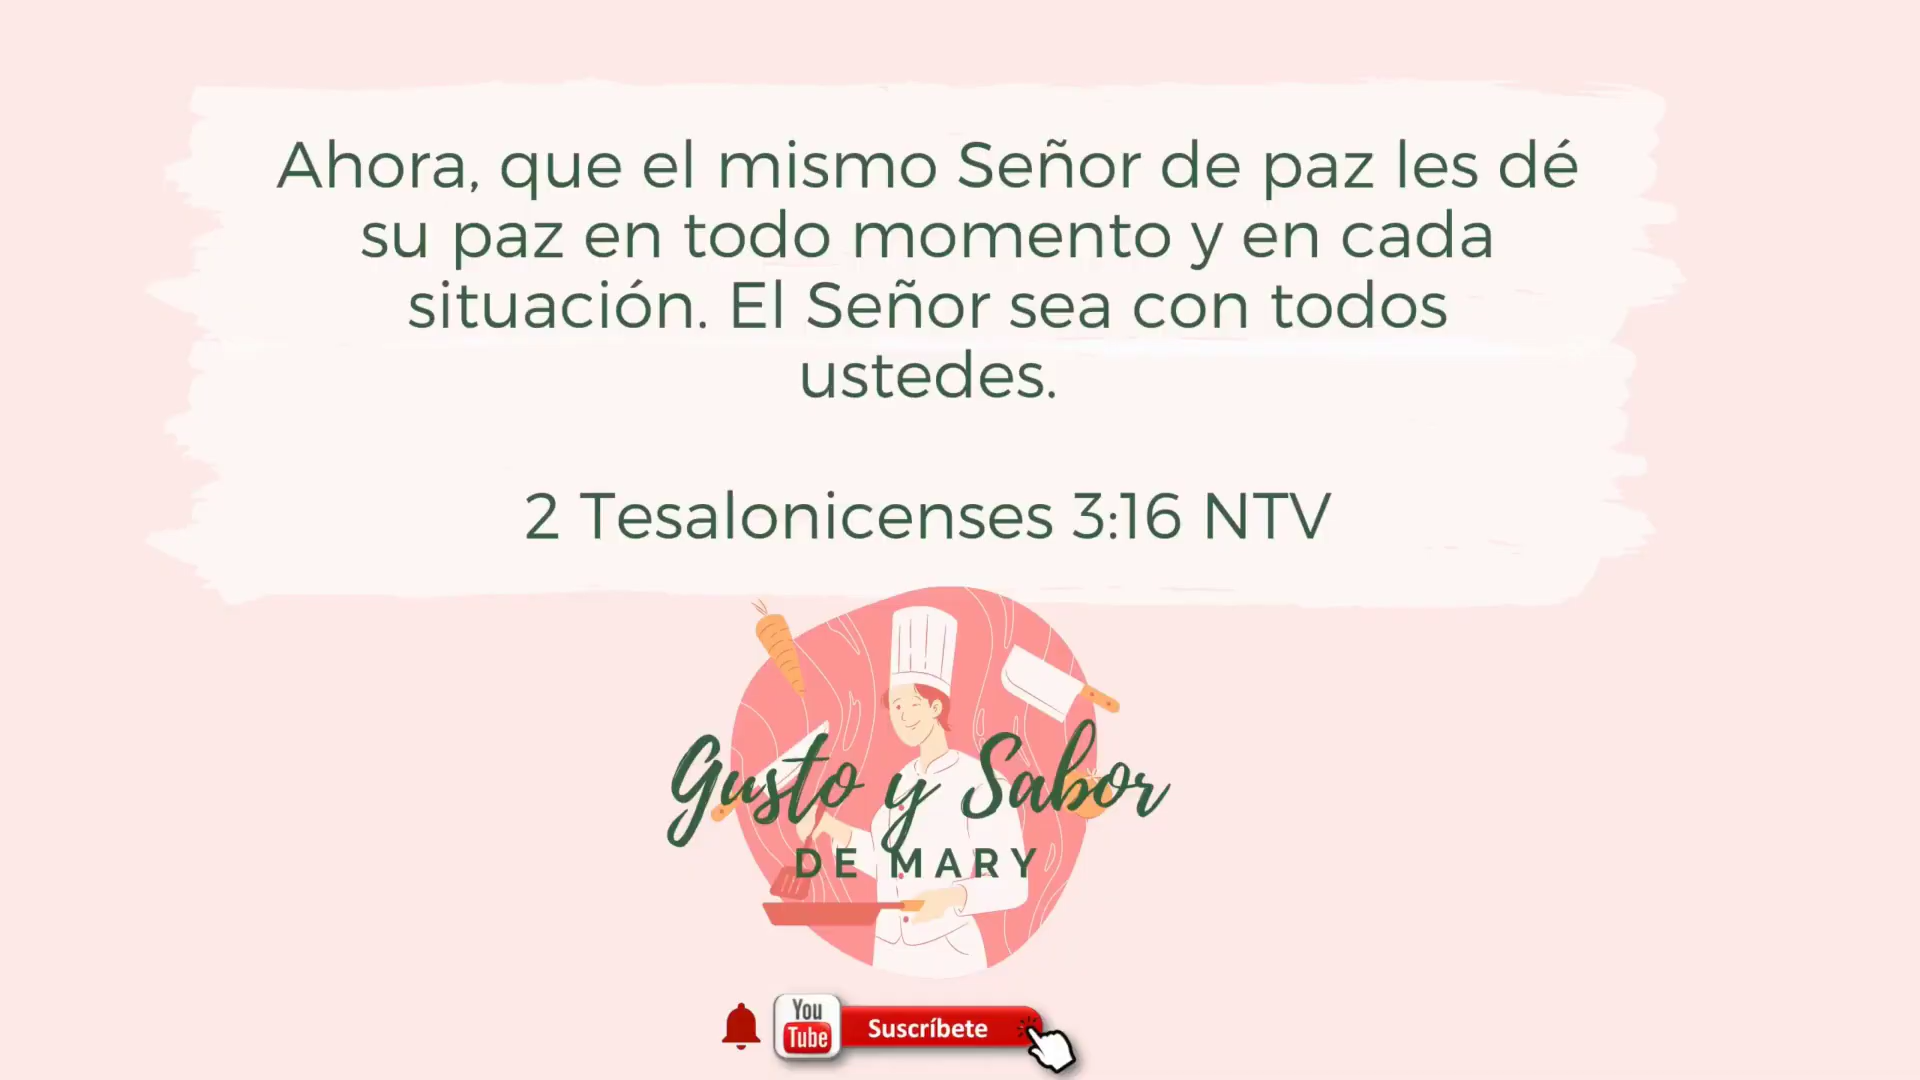 Ahora, que el mismo Señor de paz les dé
su paz en todo momento y en cada
situación. El Señor sea con todos
ustedes.
2 Tesalonicenses 3:16 NTV
Gusto y Sabor
DE MARY
You
Tube
Suscríbete